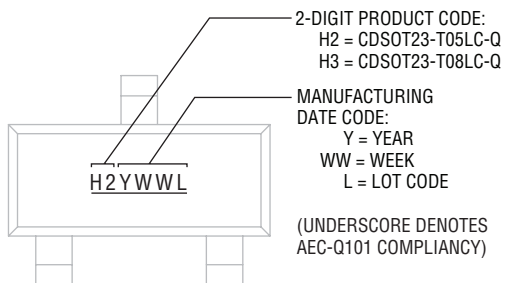 2-DIGIT PRODUCT CODE:
H2 = CDSOT23-T05LC-Q
H3 = CDSOT23-T08LC-Q
MANUFACTURING
DATE CODE:
Y = YEAR
WW = WEEK
L = LOT CODE
H2YWWL
(UNDERSCORE DENOTES
AEC-Q101 COMPLIANCY)